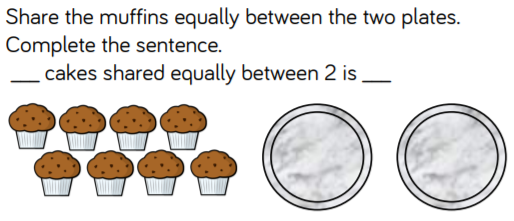 Share the muffins equally between the two plates.
Complete the sentence.
___ cakes shared equally between 2 is ___